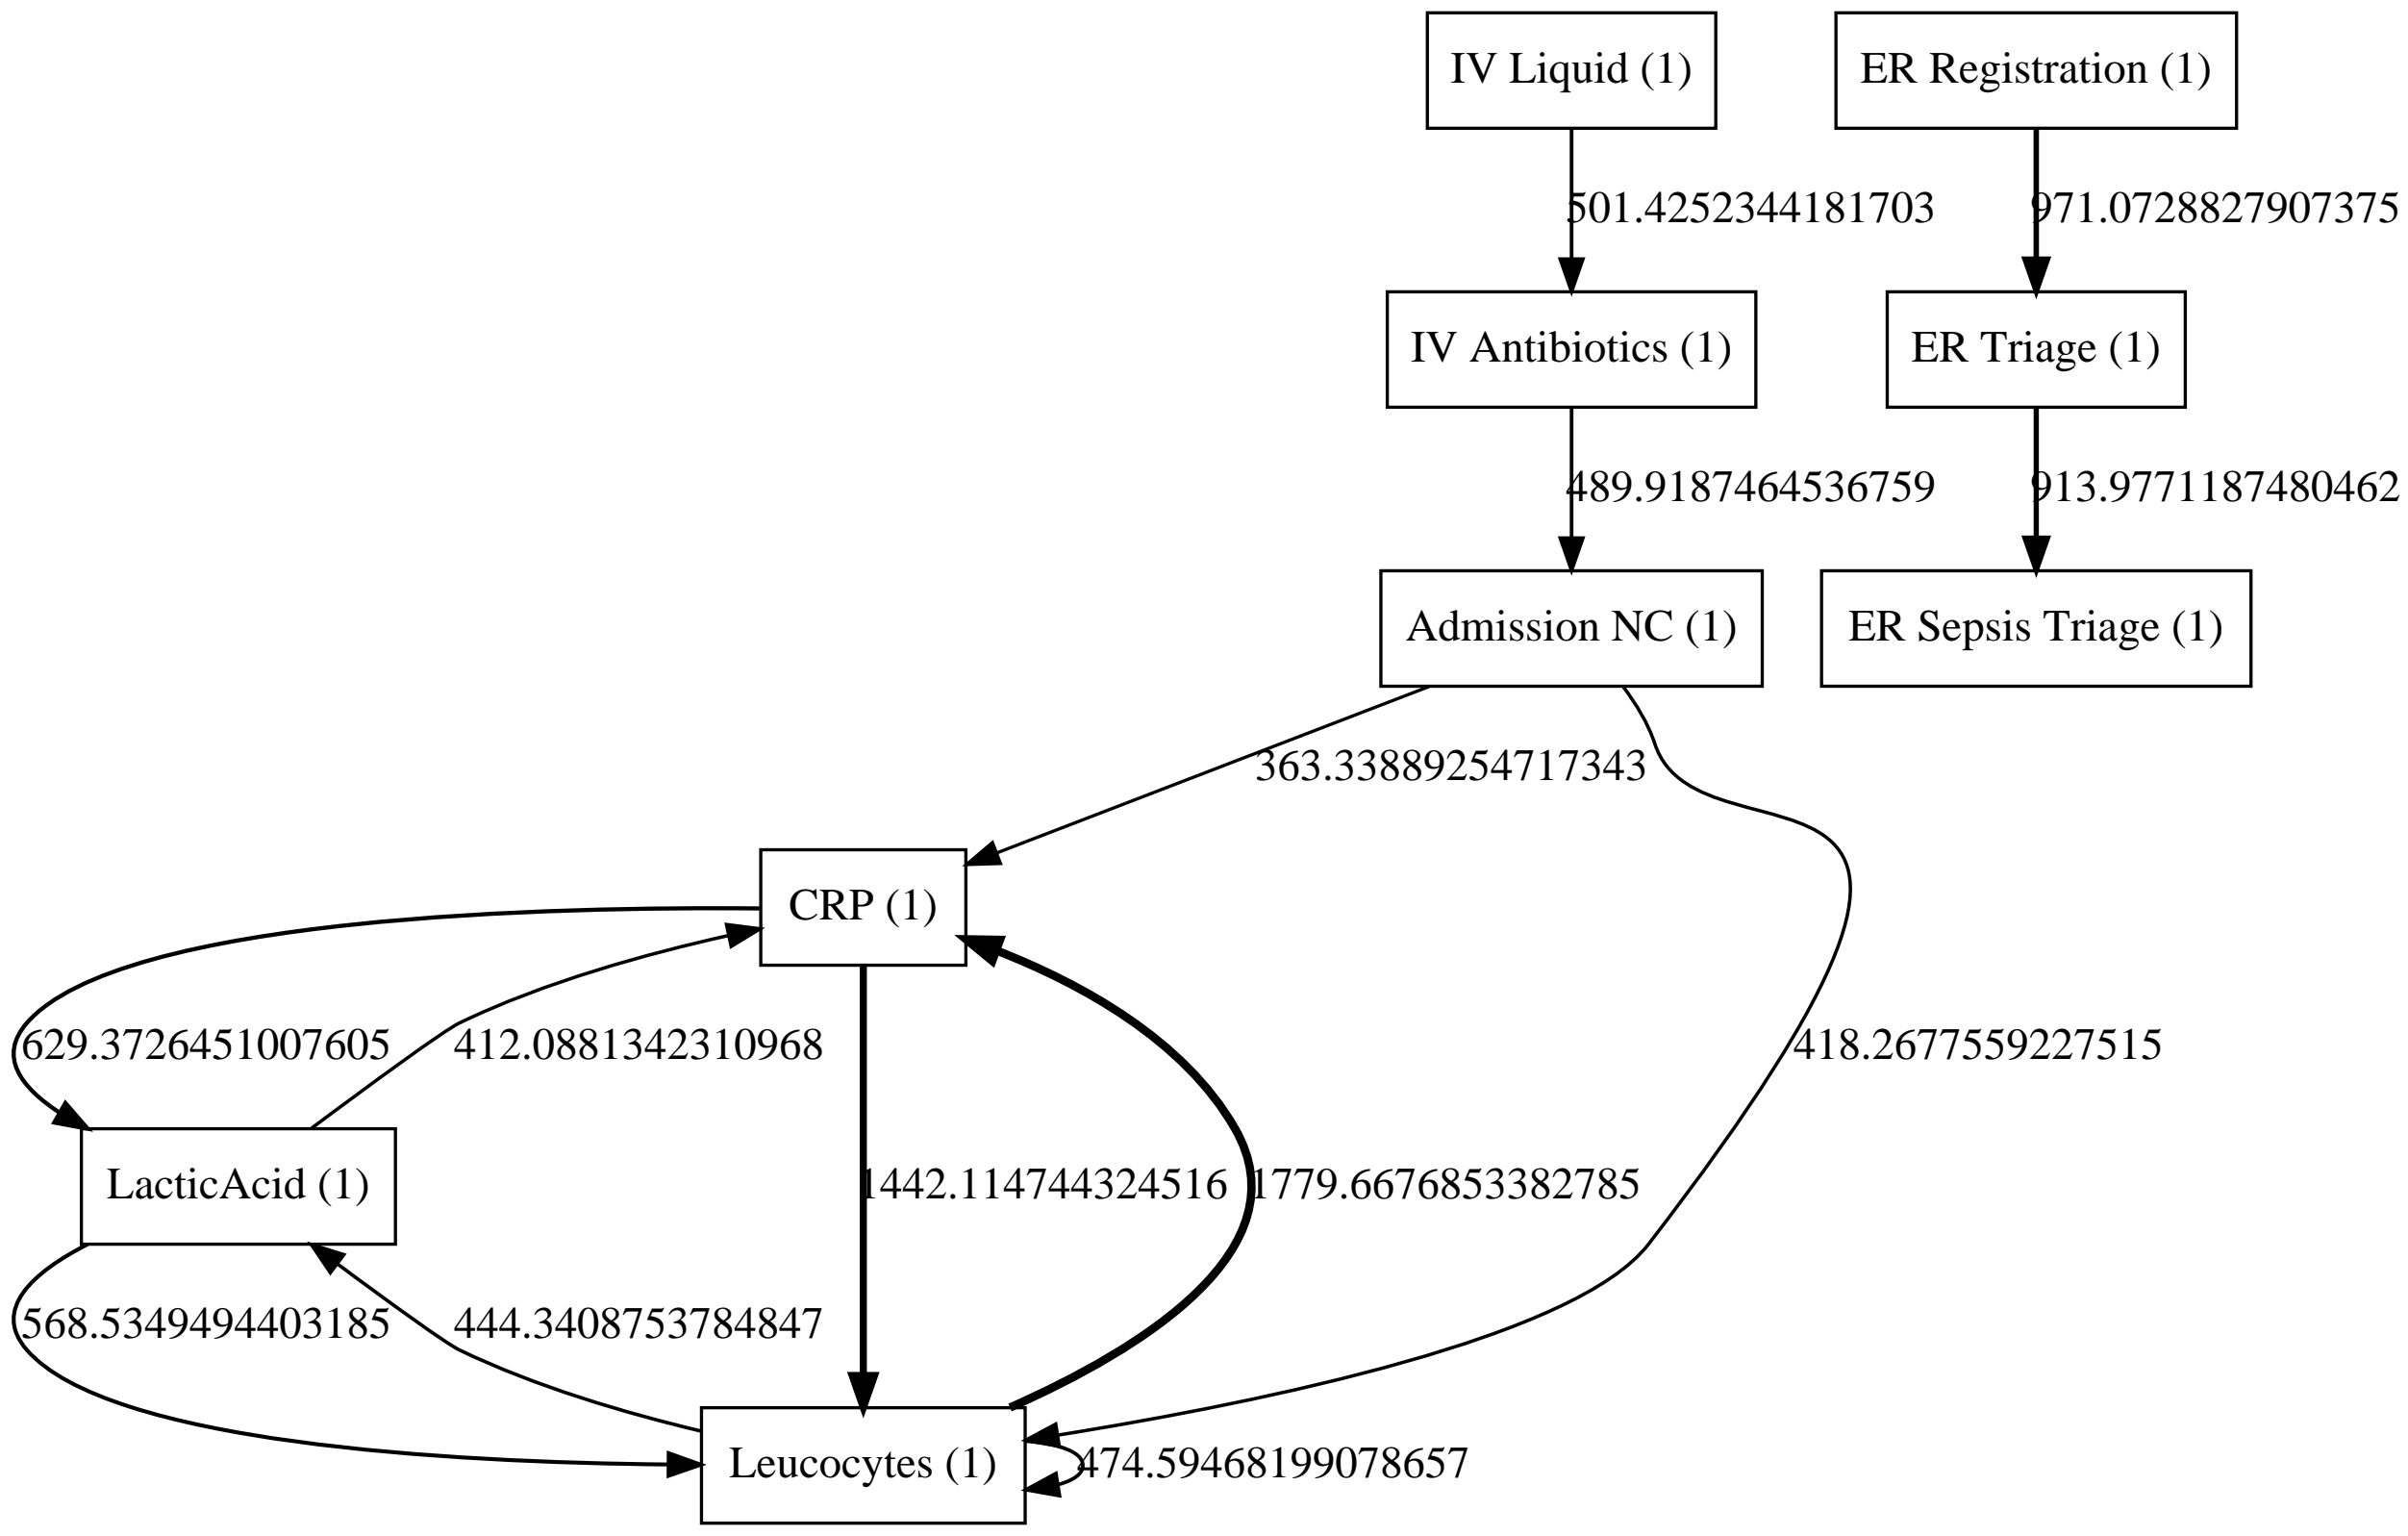 IV Liquid (1)
ER Registration (1)
501.4252344181703
971.0728827907375
IV Antibiotics (1)
ER Triage (1)
489.9187464536759
913.9771187480462
Admission NC (1)
ER Sepsis Triage (1)
363.33889254717343
CRP (1)
629.3726451007605
412.0881342310968
418.2677559227515
LacticAcid (1)
1442.114744324516
1779.6676853382785
568.5349494403185
444.3408753784847
Leucocytes (1)
474.59468199078657